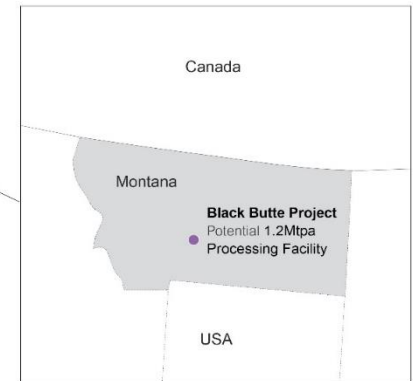 Canada
Montana
Black Butte Project
Potential 1.2Mtpa
Processing Facility
USA